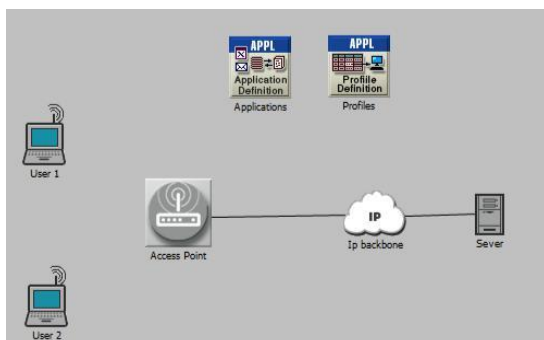 APPL
Application
Definition
Applications
APPL
Profile
Definition
Profiles
User 1
Access Point
IP
Ip backbone
Sever
User 2